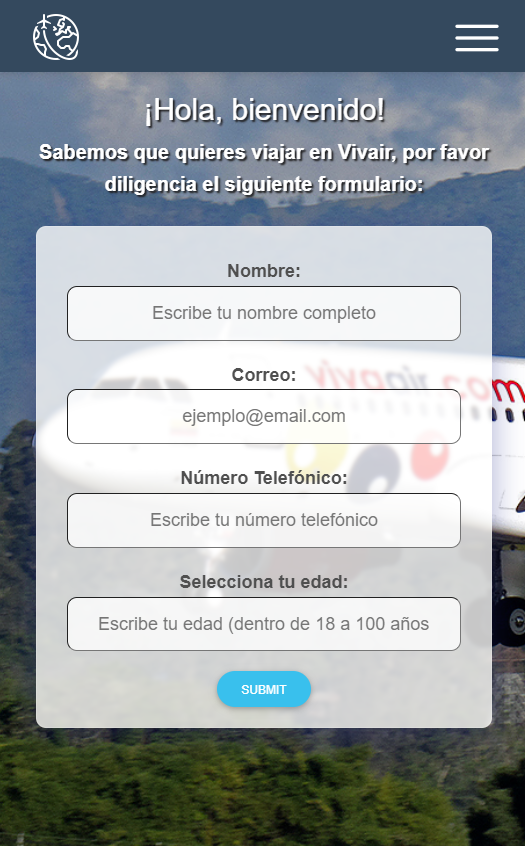 ¡Hola, bienvenido!
Sabemos que quieres viajar en Vivair, por favor
diligencia el siguiente formulario:
Nombre:
Escribe tu nombre completo
vivaair.com
Correo:
ejemplo@email.com
Número Telefónico:
Escribe tu número telefónico
Selecciona tu edad:
Escribe tu edad (dentro de 18 a 100 años
SUBMIT